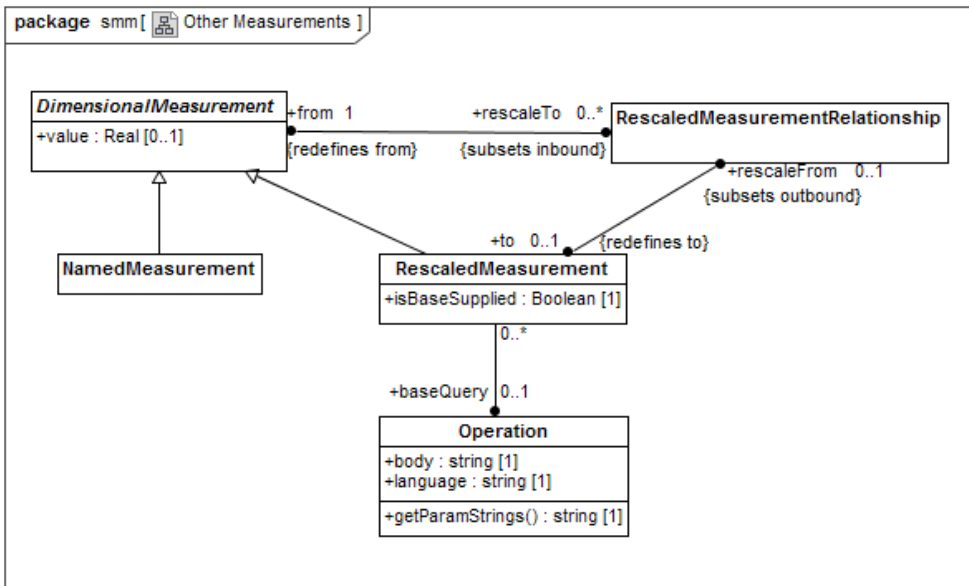 package smm[ Other Measurements ]
DimensionalMeasurement
+value : Real [0..1]
+from 1
{redefines from}
+rescaleTo 0..*
{subsets inbound}
RescaledMeasurementRelationship
+rescaleFrom 0..1
{subsets outbound}
+to 0..1
{redefines to}
NamedMeasurement
RescaledMeasurement
+isBaseSupplied : Boolean [1]
0..*
+baseQuery 0..1
Operation
+body : string [1]
+language : string [1]
+getParamStrings() : string [1]